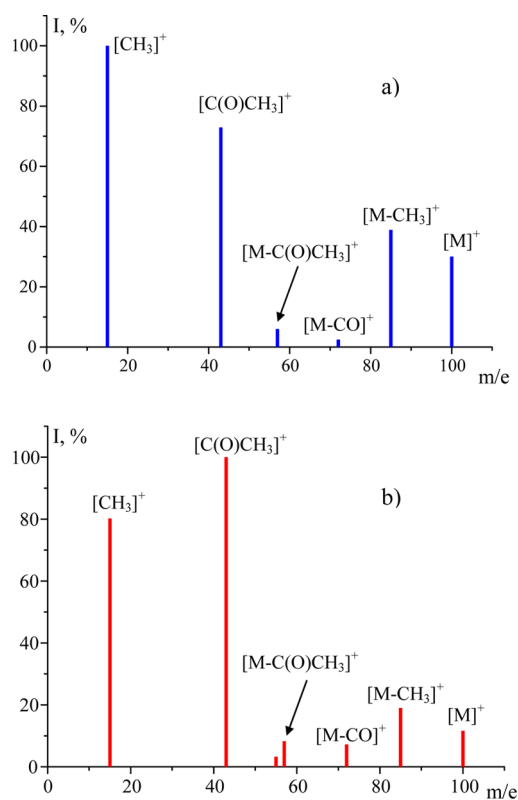 I, %
[CH₃]⁺
100
a)
[C(O)CH₃]⁺
80
60
[M-CH₃]⁺
[M-C(O)CH₃]⁺
[M]⁺
40
20
[M-CO]⁺
0
0 20 40 60 80 100
m/e
I, %
[C(O)CH₃]⁺
100
b)
[CH₃]⁺
80
60
40
[M-C(O)CH₃]⁺
[M-CH₃]⁺
20
[M-CO]⁺
[M]⁺
0
0 20 40 60 80 100 m/e